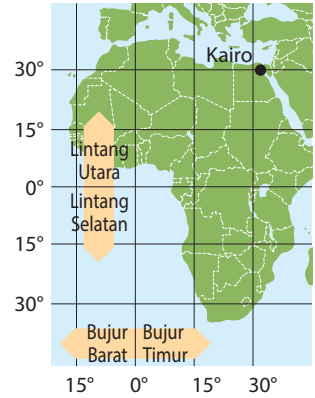 Kairo
30°
15°
Lintang
Utara
0°
Lintang
Selatan
15°
30°
Bujur
Barat
Bujur
Timur
15°
0°
15°
30°